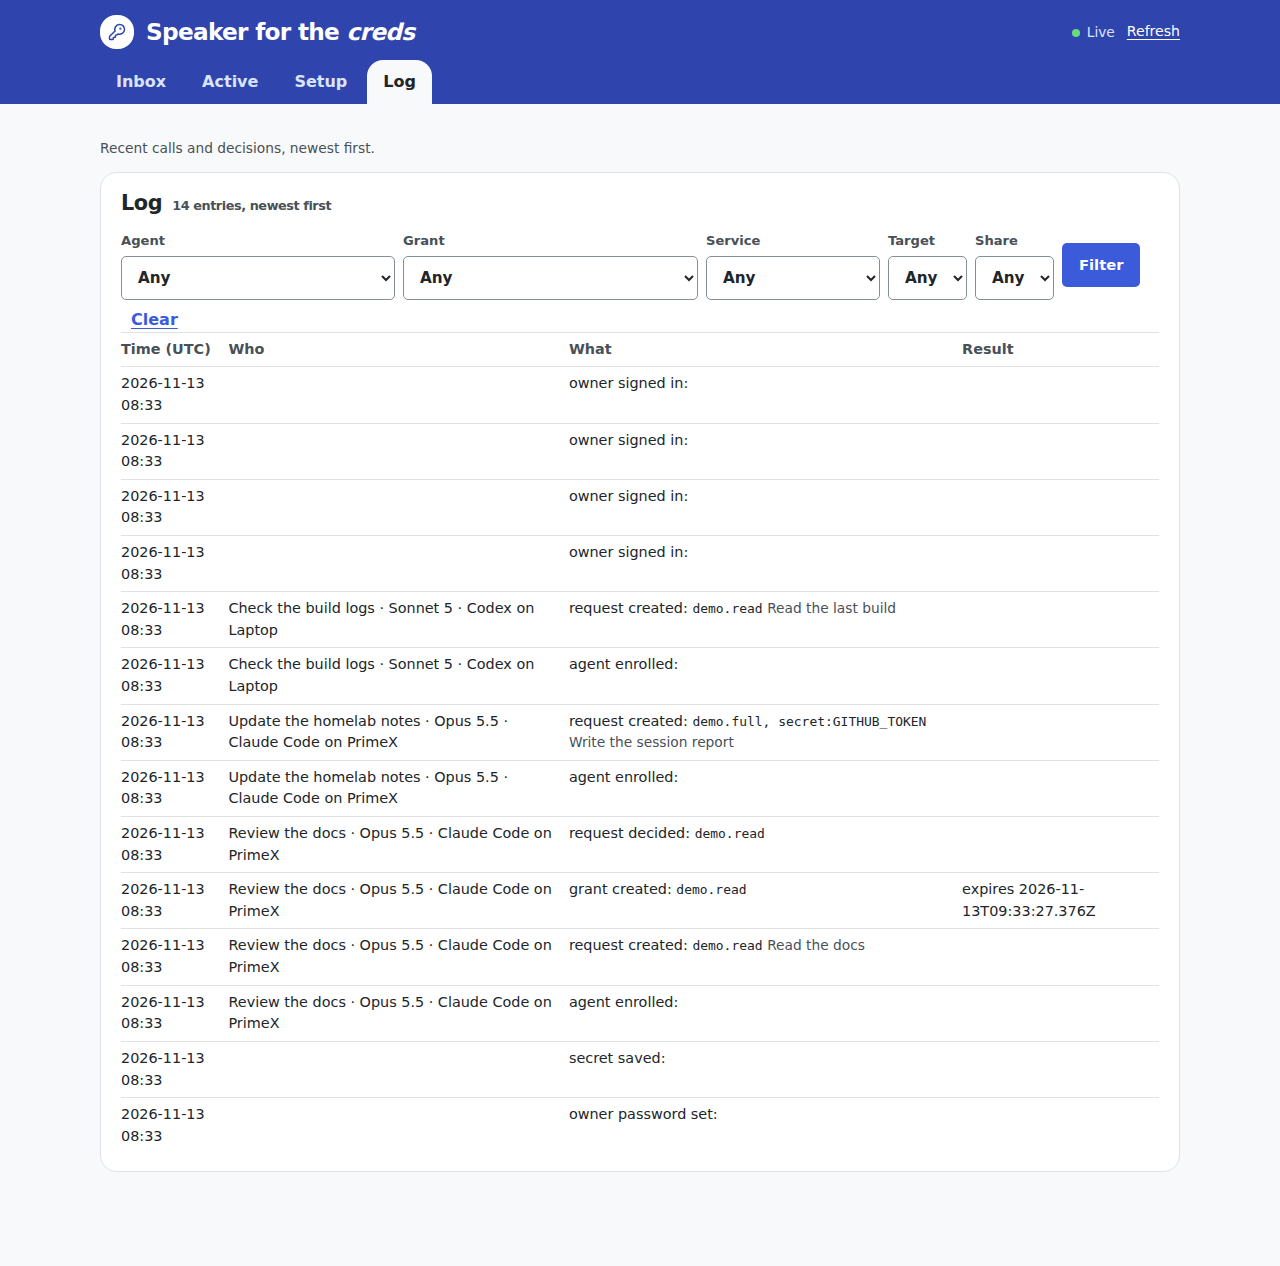 Speaker for the creds
Live Refresh
Inbox Active Setup Log
Recent calls and decisions, newest first.
Log 14 entries, newest first
Agent Grant Service Target Share
Any Any Any Any Any Filter
Clear
Time (UTC) Who What Result
2026-11-13 owner signed in:
08:33
2026-11-13 owner signed in:
08:33
2026-11-13 owner signed in:
08:33
2026-11-13 owner signed in:
08:33
2026-11-13 Check the build logs · Sonnet 5 · Codex on request created: demo.read Read the last build
08:33 Laptop
2026-11-13 Check the build logs · Sonnet 5 · Codex on agent enrolled:
08:33 Laptop
2026-11-13 Update the homelab notes · Opus 5.5 · request created: demo.full, secret:GITHUB_TOKEN
08:33 Claude Code on PrimeX Write the session report
2026-11-13 Update the homelab notes · Opus 5.5 · agent enrolled:
08:33 Claude Code on PrimeX
2026-11-13 Review the docs · Opus 5.5 · Claude Code on request decided: demo.read
08:33 PrimeX
2026-11-13 Review the docs · Opus 5.5 · Claude Code on grant created: demo.read expires 2026-11-
08:33 PrimeX 13T09:33:27.376Z
2026-11-13 Review the docs · Opus 5.5 · Claude Code on request created: demo.read Read the docs
08:33 PrimeX
2026-11-13 Review the docs · Opus 5.5 · Claude Code on agent enrolled:
08:33 PrimeX
2026-11-13 secret saved:
08:33
2026-11-13 owner password set:
08:33